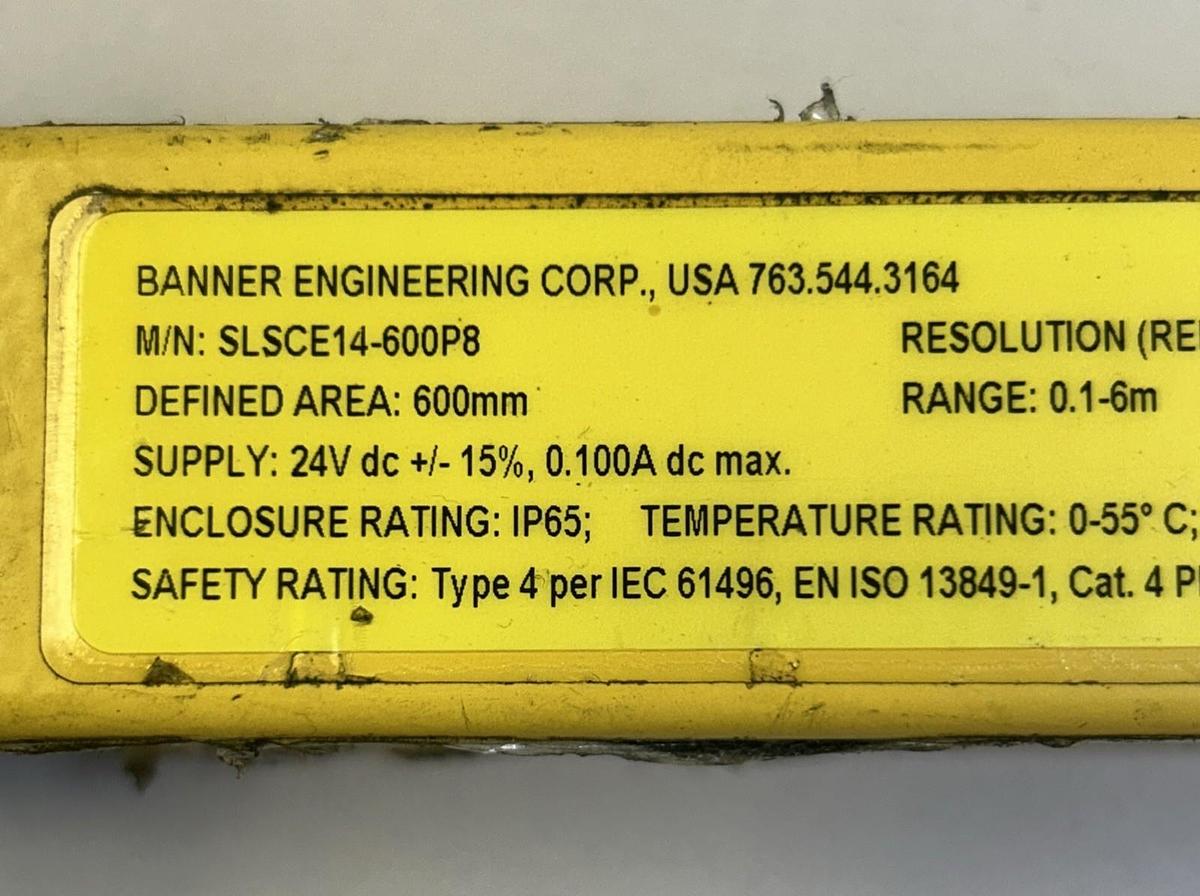 BANNER ENGINEERING CORP., USA 763.544.3164
M/N: SLSCE14-600P8 RESOLUTION (RE
DEFINED AREA: 600mm RANGE: 0.1-6m
SUPPLY: 24V dc +/- 15%, 0.100A dc max.
ENCLOSURE RATING: IP65; TEMPERATURE RATING: 0-55° C;
SAFETY RATING: Type 4 per IEC 61496, EN ISO 13849-1, Cat. 4 P